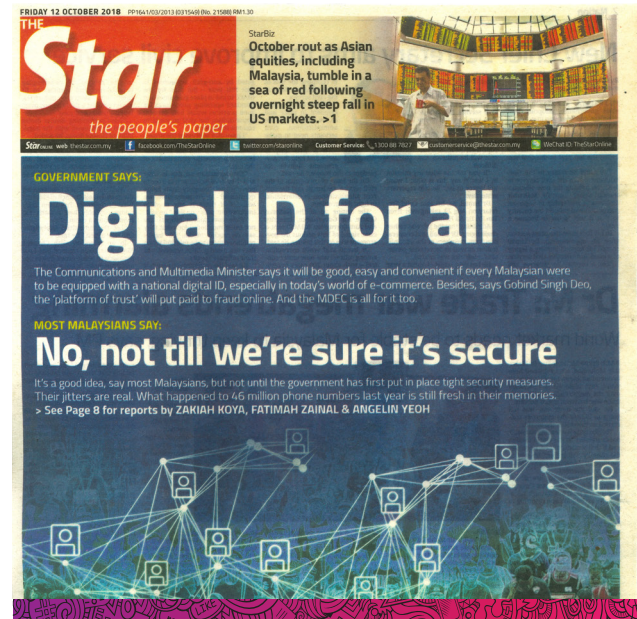 FRIDAY 12 OCTOBER 2018 PP1641/03/2013 (031549) (No. 21588) RM1.30
THE
Star
the people's paper
StarBiz
October rout as Asian
equities, including
Malaysia, tumble in a
sea of red following
overnight steep fall in
US markets. >1
Star ONLINE web thestar.com.my facebook.com/TheStarOnline twitter.com/staronline Customer Service: 1300 88 7827 customerservice@thestar.com.my WeChat ID: TheStarOnline
GOVERNMENT SAYS:
Digital ID for all
The Communications and Multimedia Minister says it will be good, easy and convenient if every Malaysian were
to be equipped with a national digital ID, especially in today's world of e-commerce. Besides, says Gobind Singh Deo,
the 'platform of trust' will put paid to fraud online. And the MDEC is all for it too.
MOST MALAYSIANS SAY:
No, not till we're sure it's secure
It's a good idea, say most Malaysians, but not until the government has first put in place tight security measures.
Their jitters are real. What happened to 46 million phone numbers last year is still fresh in their memories.
> See Page 8 for reports by ZAKIAH KOYA, FATIMAH ZAINAL & ANGELIN YEOH
LIKE